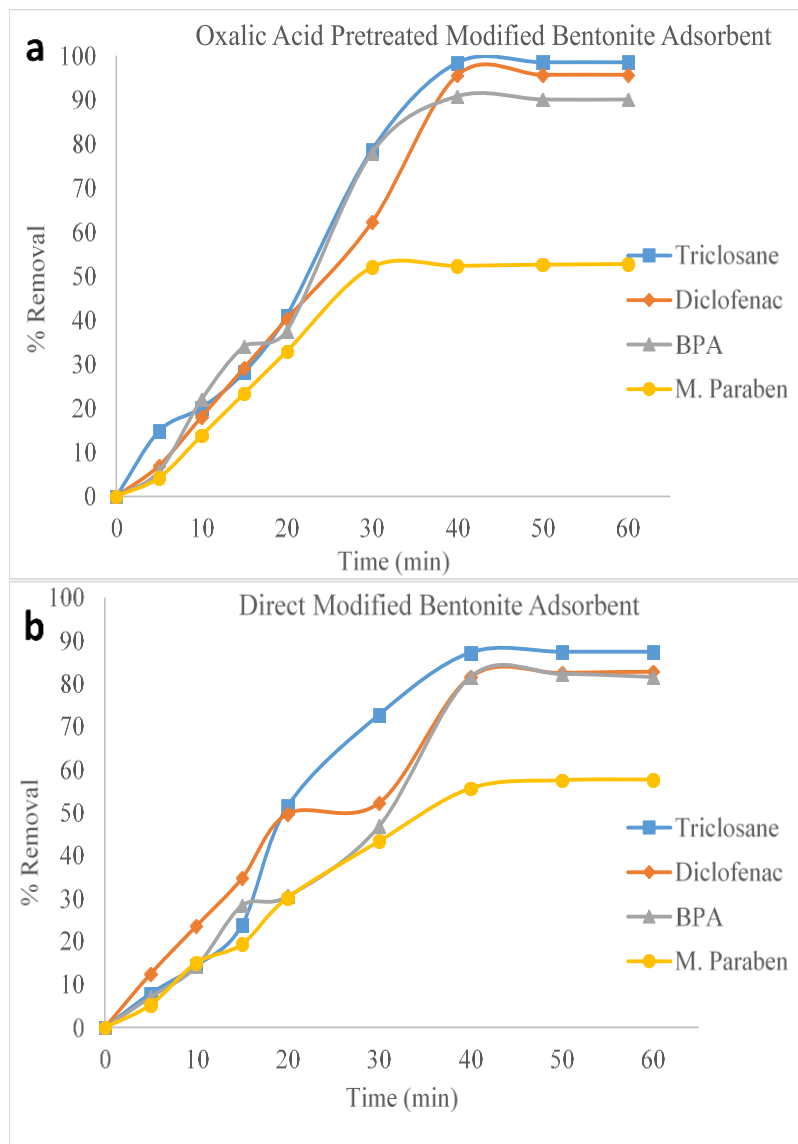 a
Oxalic Acid Pretreated Modified Bentonite Adsorbent
100
90
80
70
60
50
40
30
20
10
0
% Removal
Triclosane
Diclofenac
BPA
M. Paraben
0 10 20 30 40 50 60
Time (min)
b
Direct Modified Bentonite Adsorbent
100
90
80
70
60
50
40
30
20
10
0
% Removal
Triclosane
Diclofenac
BPA
M. Paraben
0 10 20 30 40 50 60
Time (min)